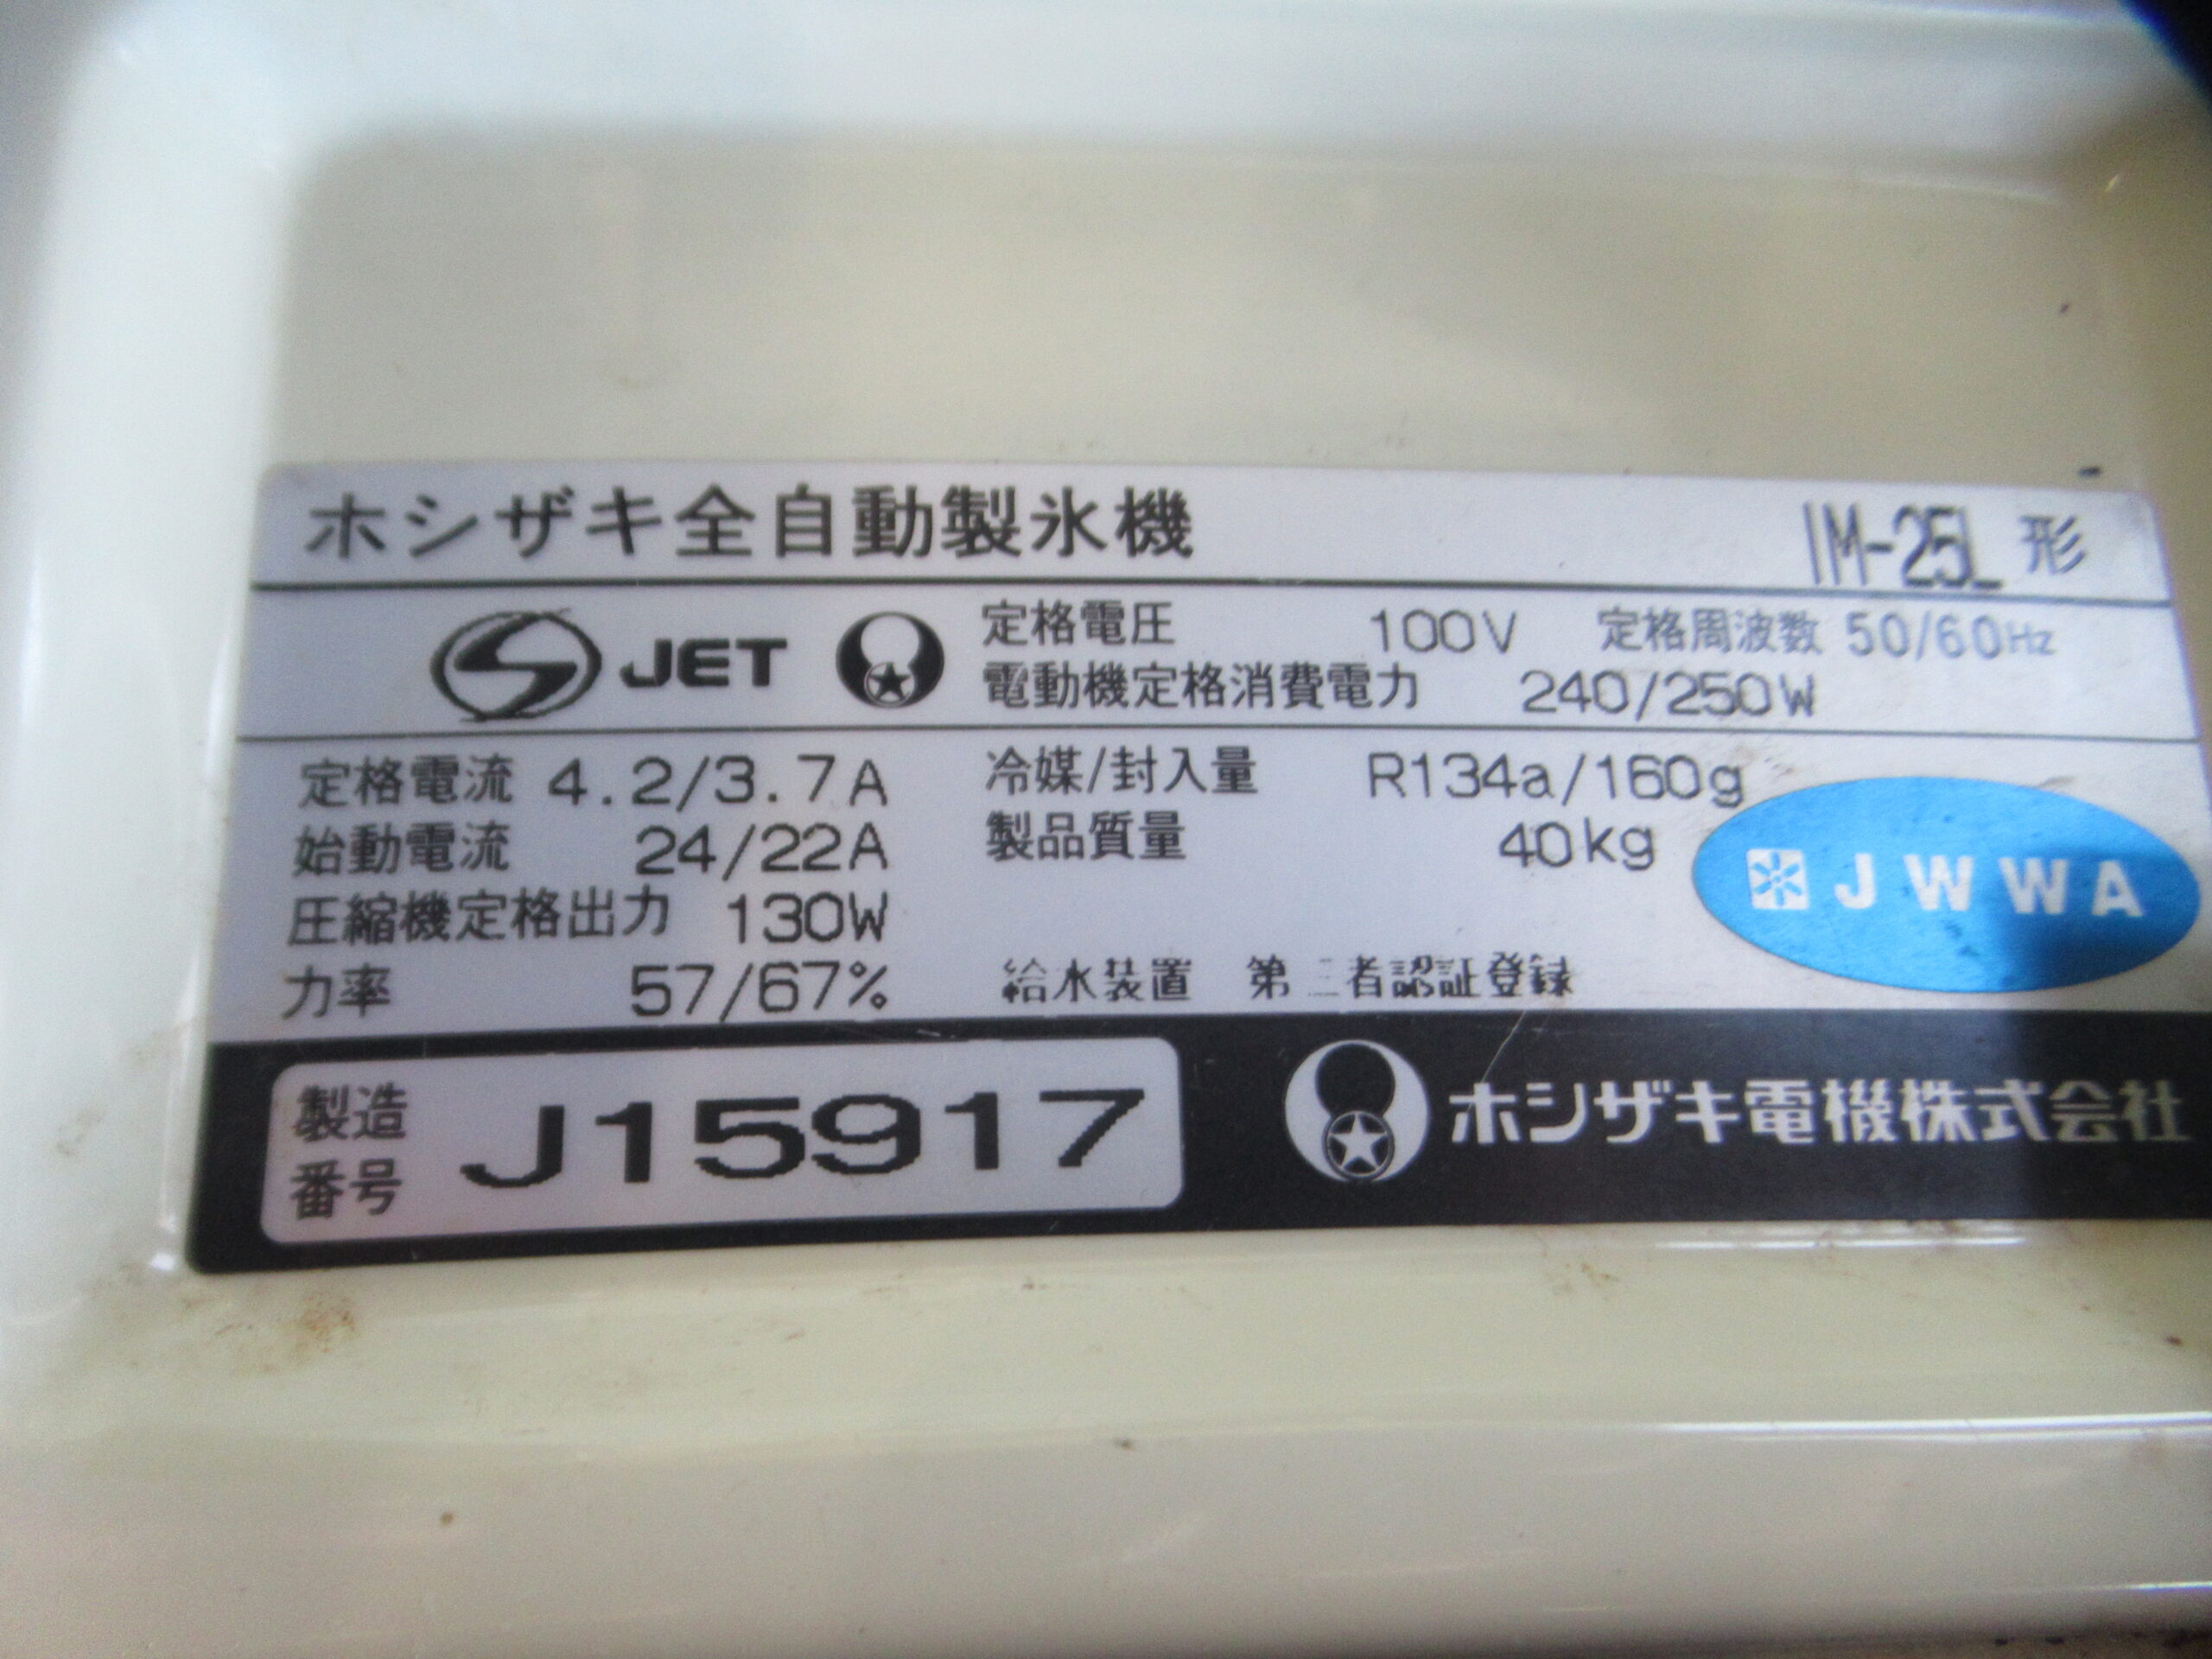 ホシザキ全自動製氷機 IM-25L 形
JET
定格電圧 100V 定格周波数 50/60Hz
電動機定格消費電力 240/250W
定格電流 4.2/3.7A
始動電流 24/22A
圧縮機定格出力 130W
力率 57/67%
冷媒/封入量 R134a/160g
製品質量 40kg
給水装置 第三者認証登録
JWWA
製造番号 J15917
ホシザキ電機株式会社